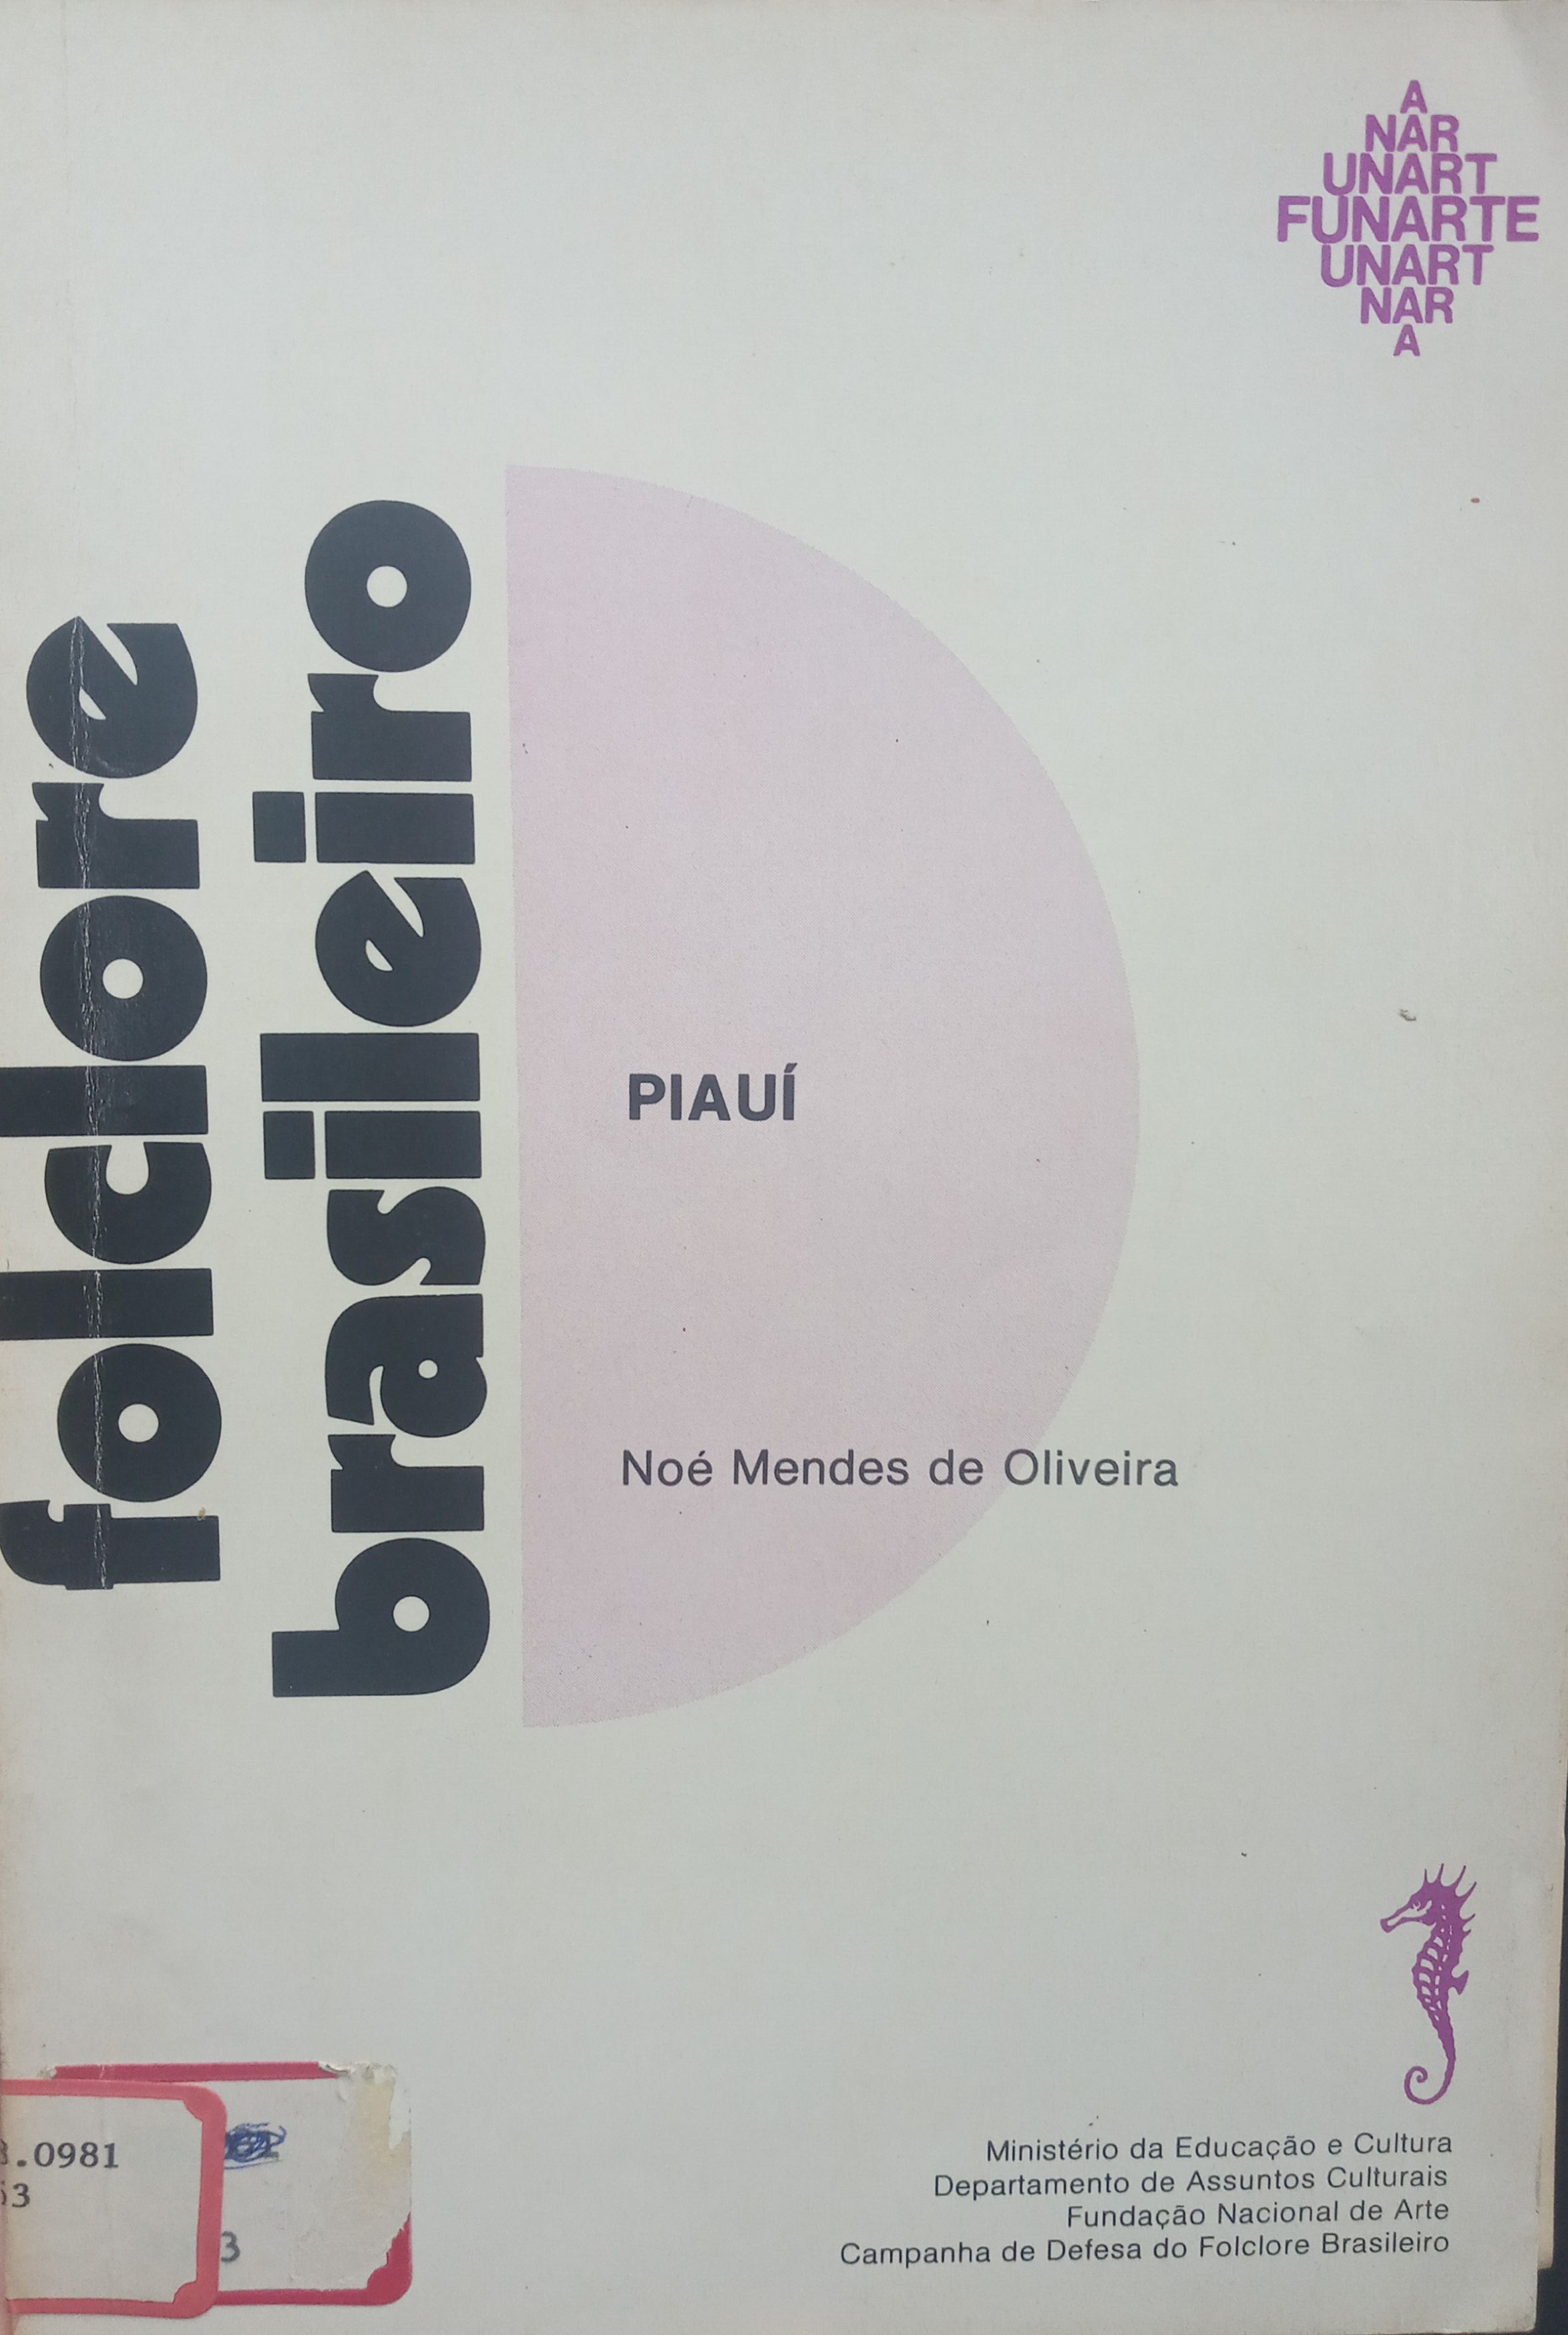 A
NAR
UNART
FUNARTE
UNART
NAR
A
folclore
brasileiro
PIAUÍ
Noé Mendes de Oliveira
Ministério da Educação e Cultura
Departamento de Assuntos Culturais
Fundação Nacional de Arte
Campanha de Defesa do Folclore Brasileiro
.0981
3
3